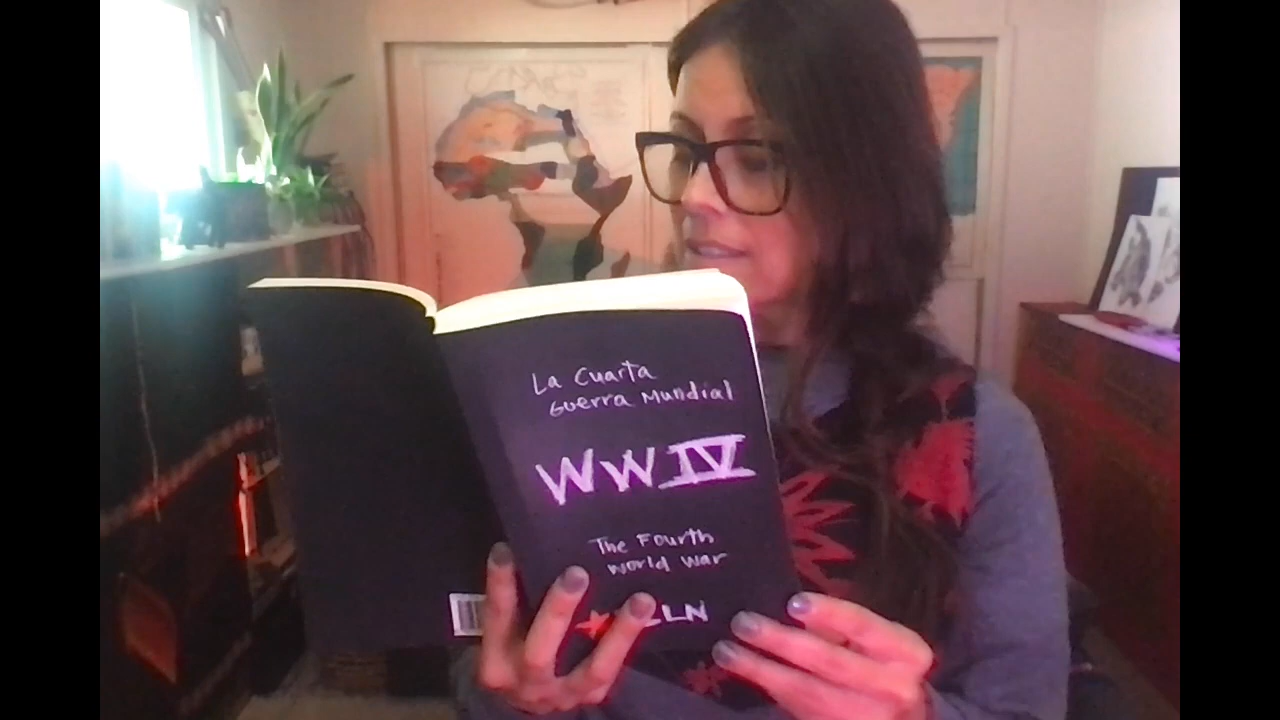 La Cuarta
Guerra Mundial
WW IV
The Fourth
World War